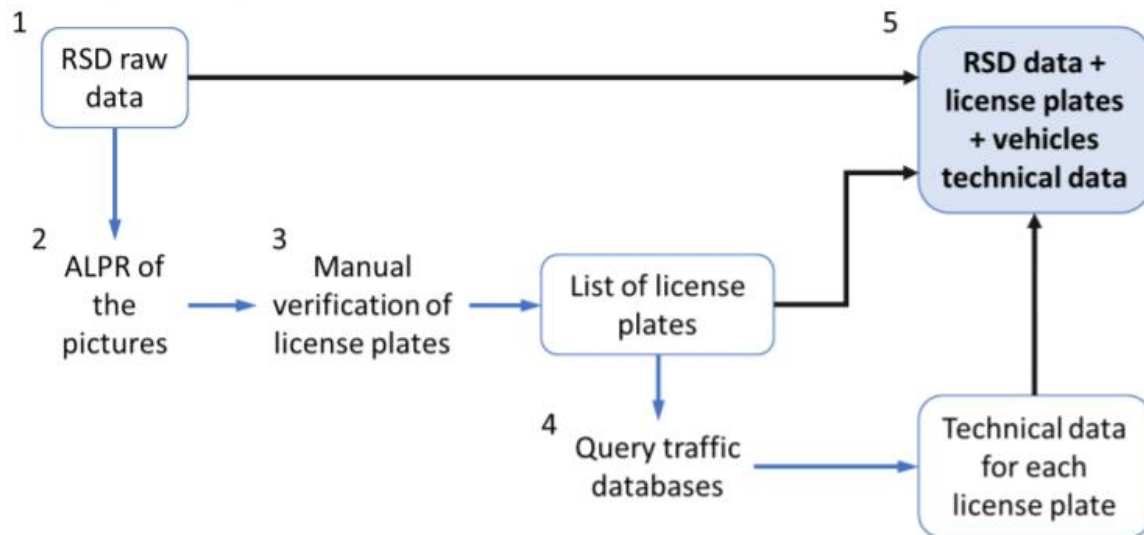 1
RSD raw
data
5
RSD data +
license plates
+ vehicles
technical data
2
ALPR of
the
pictures
3
Manual
verification of
license plates
List of license
plates
4
Query traffic
databases
Technical data
for each
license plate